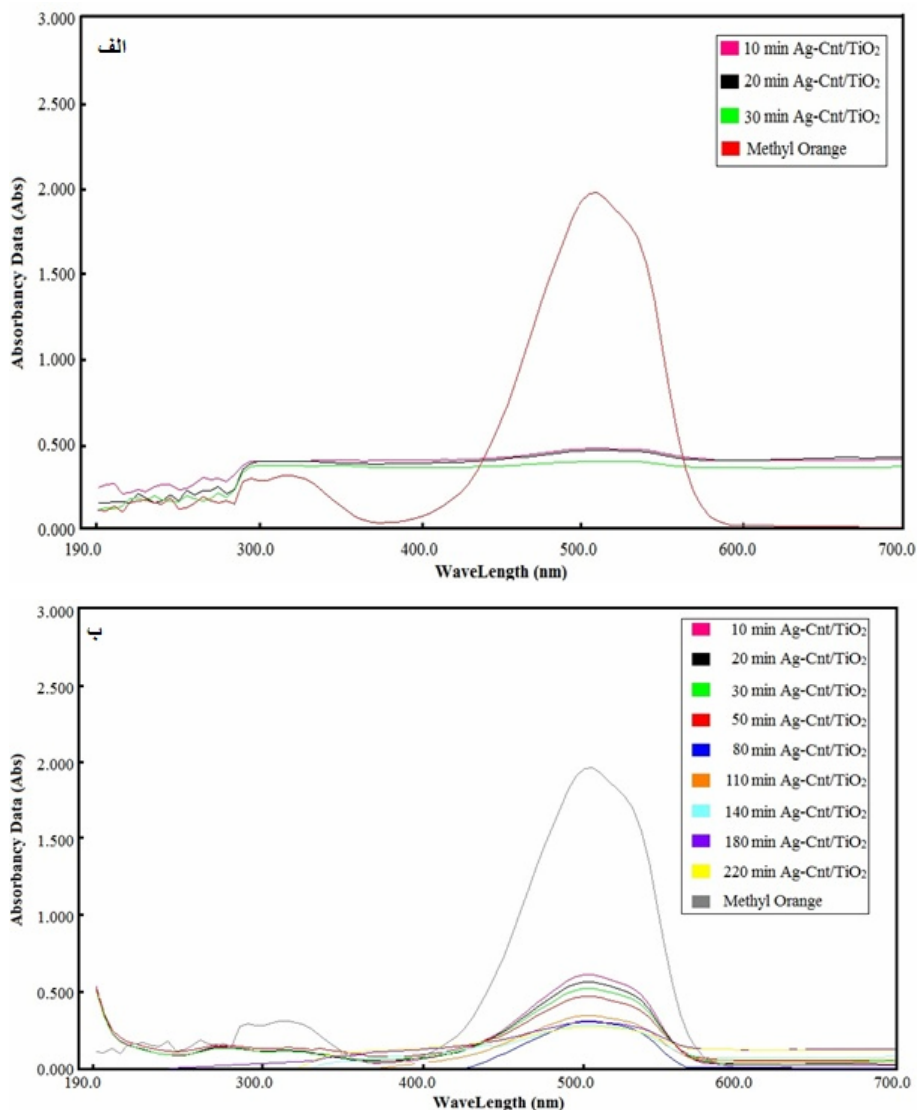 الف
3.000
2.500
2.000
1.500
1.000
0.500
0.000
Absorbancy Data (Abs)
10 min Ag-Cnt/TiO₂
20 min Ag-Cnt/TiO₂
30 min Ag-Cnt/TiO₂
Methyl Orange
190.0 300.0 400.0 500.0 600.0 700.0
WaveLength (nm)
ب
3.000
2.500
2.000
1.500
1.000
0.500
0.000
Absorbancy Data (Abs)
10 min Ag-Cnt/TiO₂
20 min Ag-Cnt/TiO₂
30 min Ag-Cnt/TiO₂
50 min Ag-Cnt/TiO₂
80 min Ag-Cnt/TiO₂
110 min Ag-Cnt/TiO₂
140 min Ag-Cnt/TiO₂
180 min Ag-Cnt/TiO₂
220 min Ag-Cnt/TiO₂
Methyl Orange
190.0 300.0 400.0 500.0 600.0 700.0
WaveLength (nm)